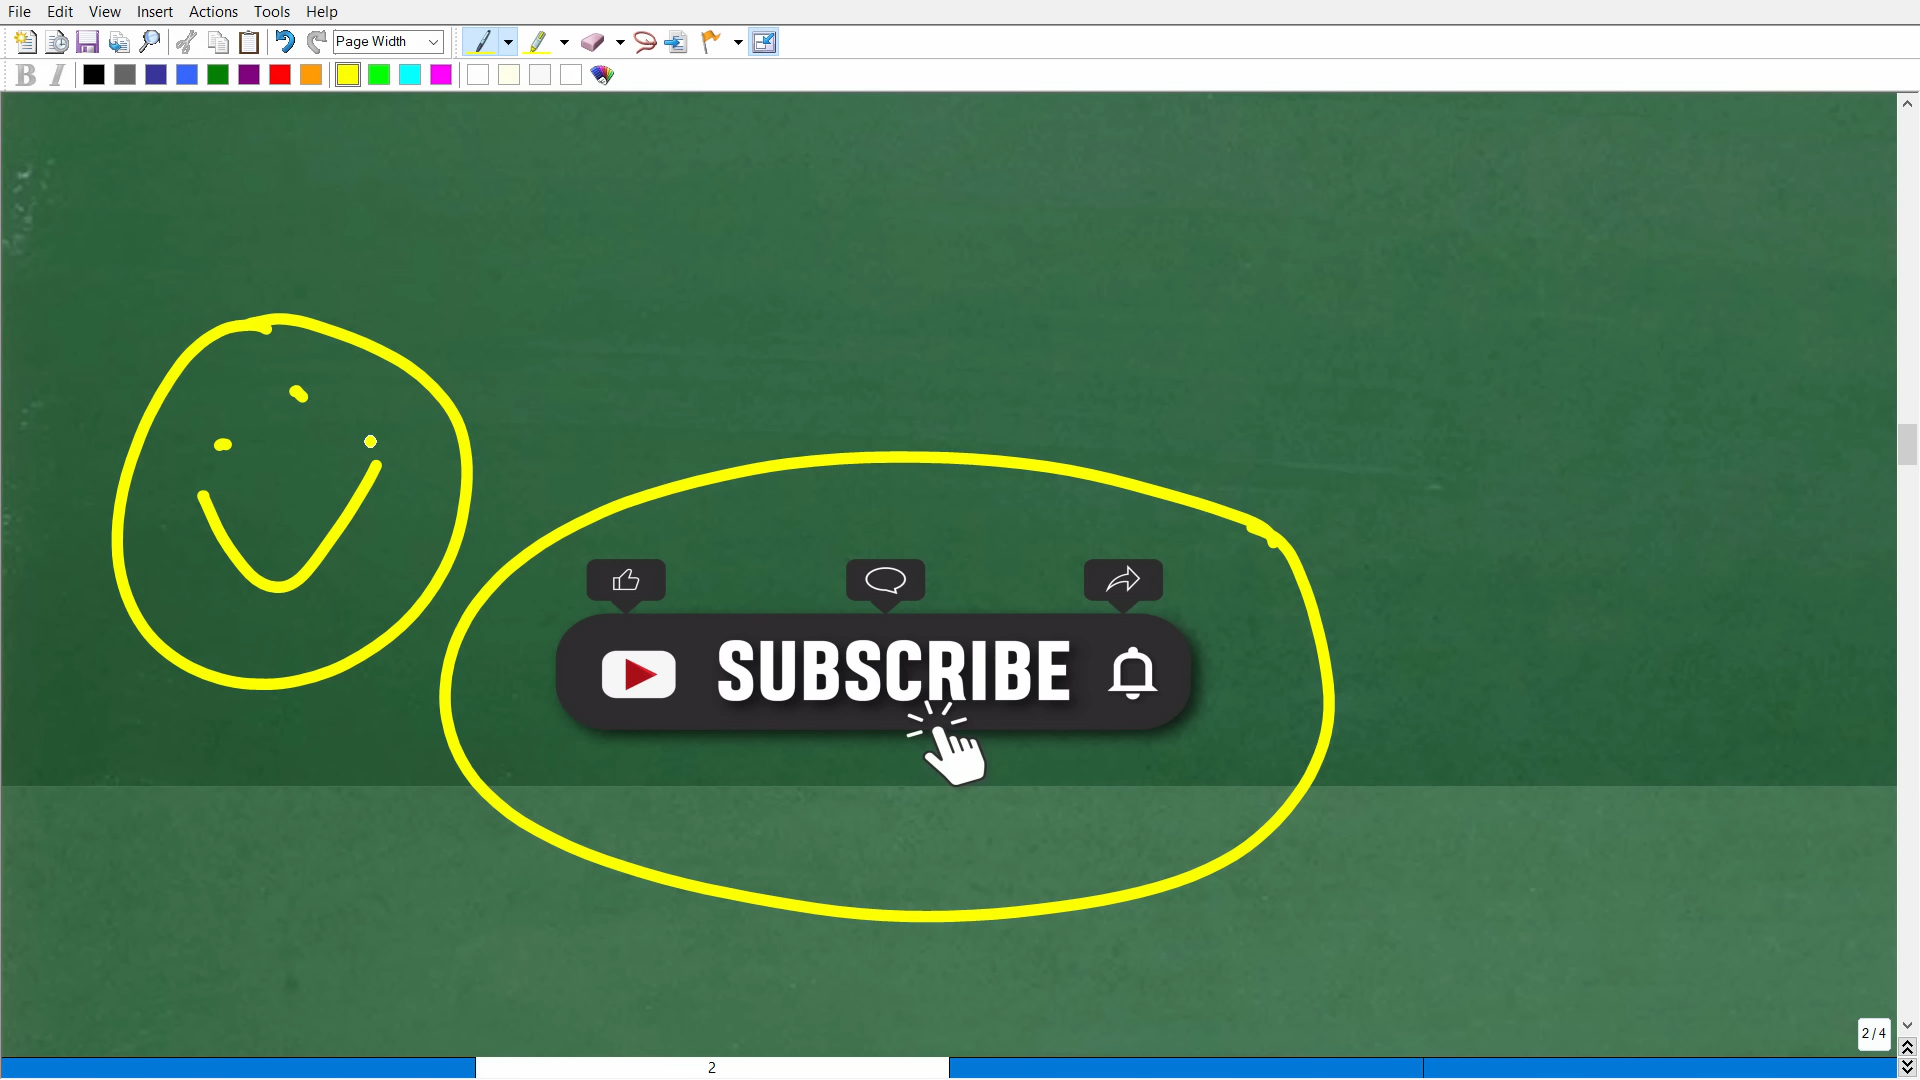 File Edit View Insert Actions Tools Help
Page Width
B I
SUBSCRIBE
2 / 4
2